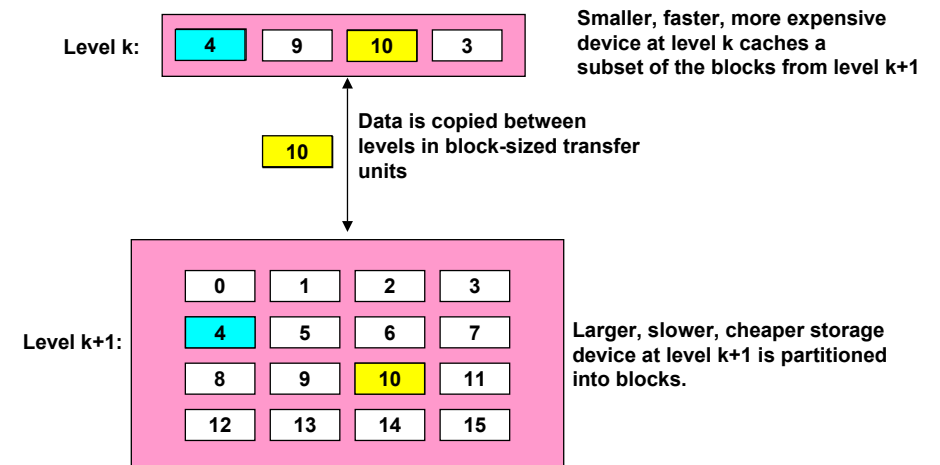 Smaller, faster, more expensive
device at level k caches a
subset of the blocks from level k+1
Level k:
4 9 10 3
Data is copied between
levels in block-sized transfer
units
10
0 1 2 3
4 5 6 7
8 9 10 11
12 13 14 15
Level k+1:
Larger, slower, cheaper storage
device at level k+1 is partitioned
into blocks.